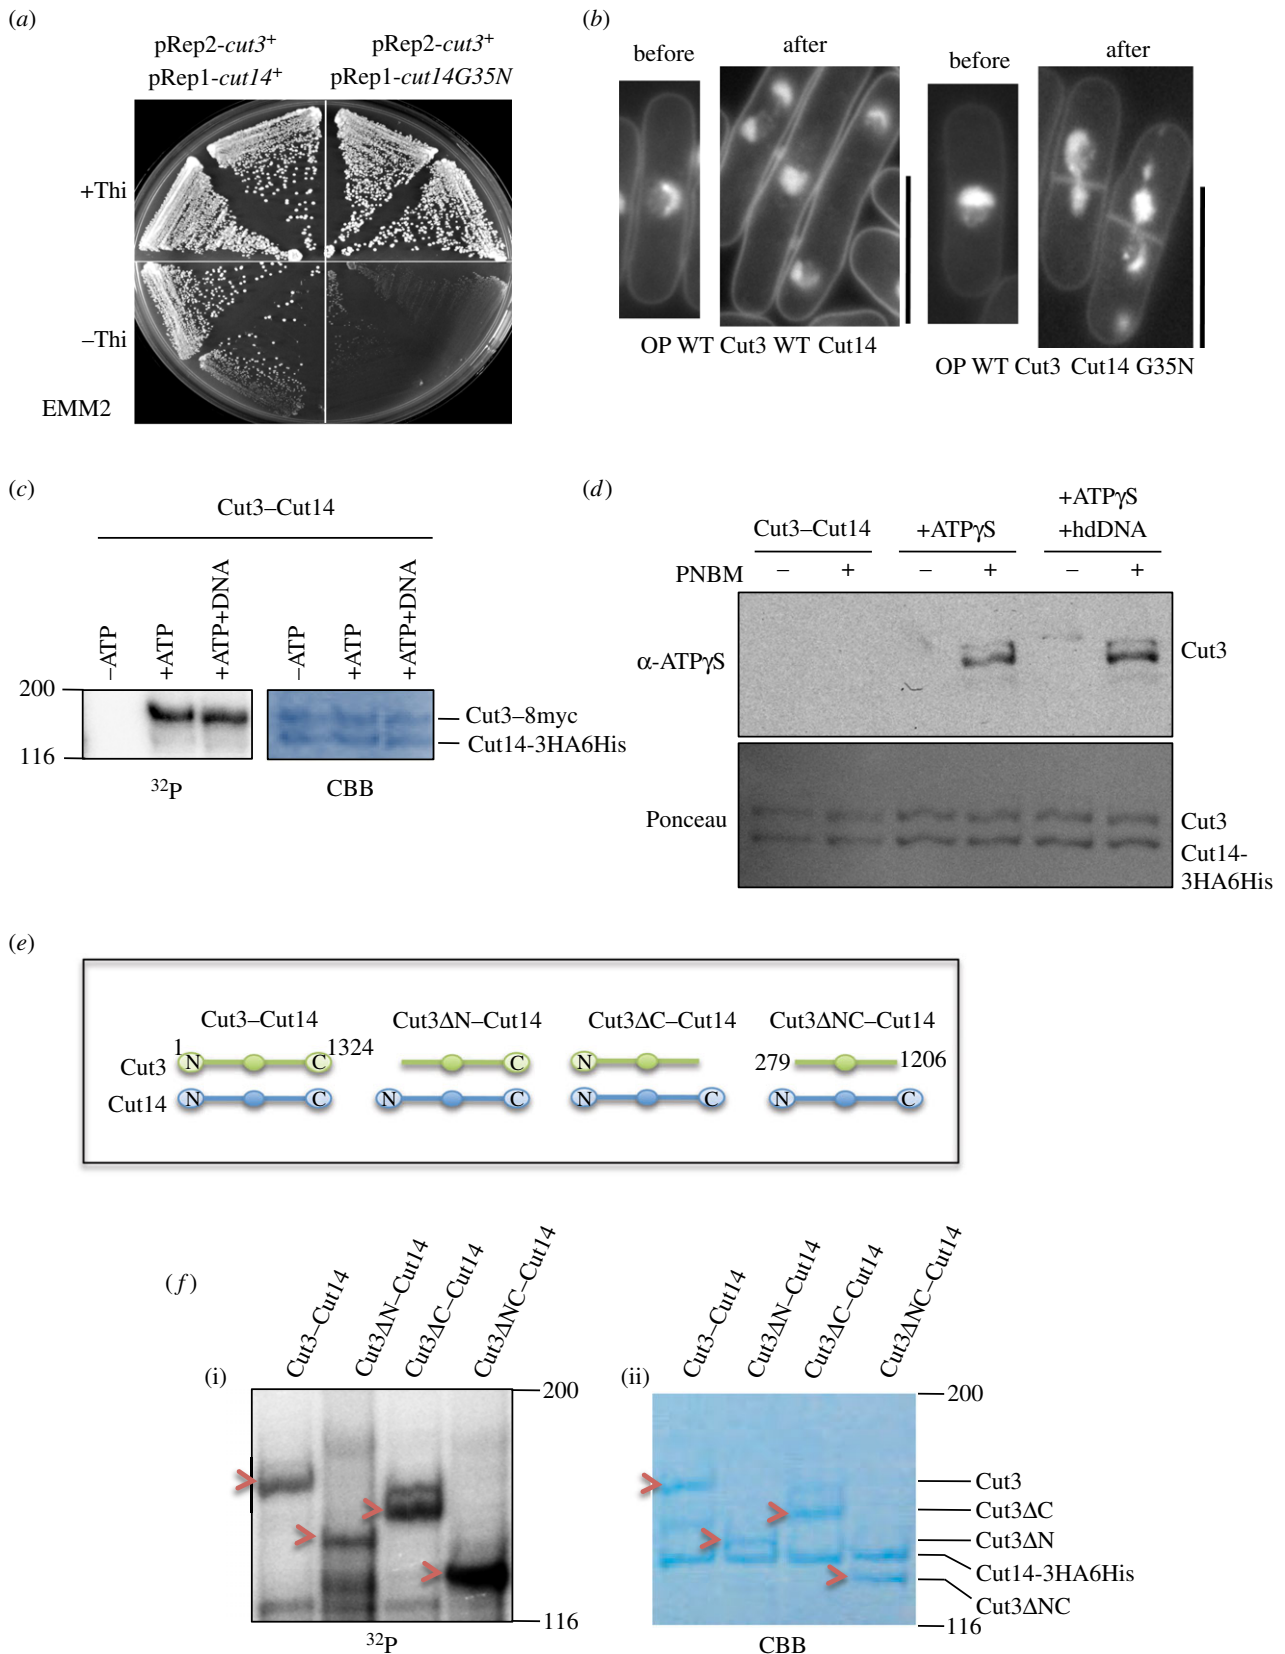 (a)
pRep2-cut3+ pRep2-cut3+
pRep1-cut14+ pRep1-cut14G35N
+Thi
–Thi
EMM2
(b)
before after before after
OP WT Cut3 WT Cut14
OP WT Cut3 Cut14 G35N
(c)
Cut3–Cut14
–ATP +ATP +ATP+DNA –ATP +ATP +ATP+DNA
200
116
Cut3–8myc
Cut14-3HA6His
32P CBB
(d)
+ATPγS
Cut3–Cut14 +ATPγS +hdDNA
PNBM – + – + – +
α-ATPγS Cut3
Ponceau Cut3
Cut14-
3HA6His
(e)
Cut3–Cut14 Cut3ΔN–Cut14 Cut3ΔC–Cut14 Cut3ΔNC–Cut14
1 1324
Cut3 N C C N 279 1206
Cut14 N C N C N C N C
(f)
Cut3–Cut14 Cut3ΔN–Cut14 Cut3ΔC–Cut14 Cut3ΔNC–Cut14
Cut3–Cut14 Cut3ΔN–Cut14 Cut3ΔC–Cut14 Cut3ΔNC–Cut14
(i) (ii)
200 200
Cut3
Cut3ΔC
Cut3ΔN
Cut14-3HA6His
Cut3ΔNC
116 116
32P CBB